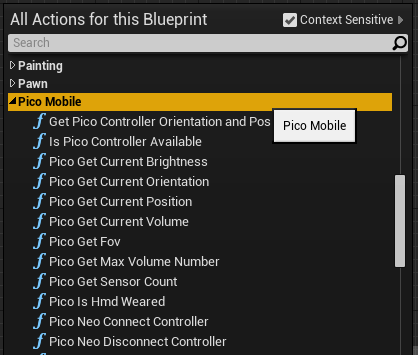 All Actions for this Blueprint
Context Sensitive
Search
Painting
Pawn
Pico Mobile
Get Pico Controller Orientation and Pos
Pico Mobile
Is Pico Controller Available
Pico Get Current Brightness
Pico Get Current Orientation
Pico Get Current Position
Pico Get Current Volume
Pico Get Fov
Pico Get Max Volume Number
Pico Get Sensor Count
Pico Is Hmd Weared
Pico Neo Connect Controller
Pico Neo Disconnect Controller